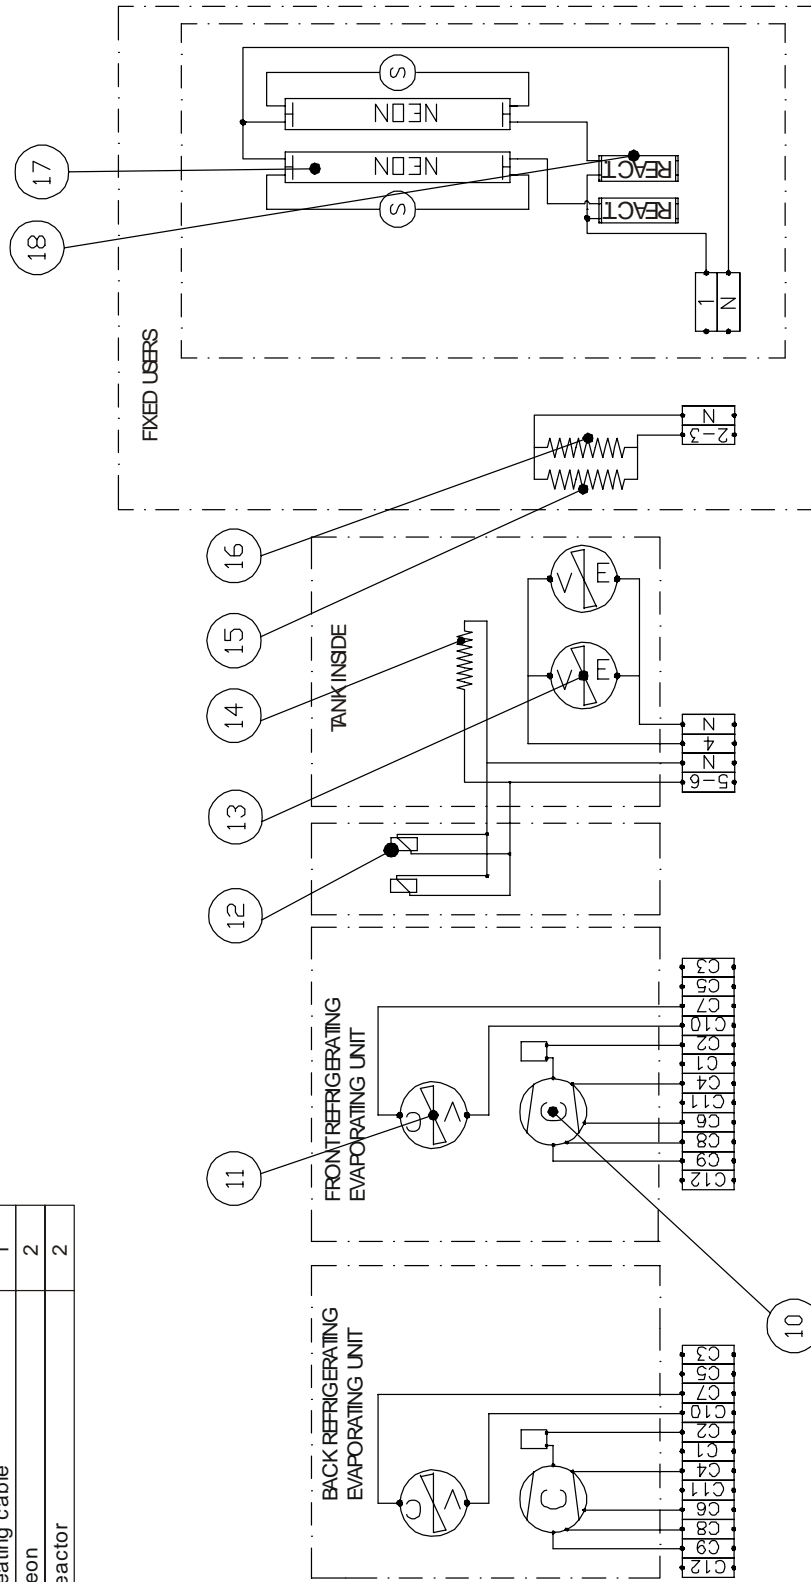 17
18
S
NEON
NEON
S
REACT.
REACT.
1
N
FIXED USERS
N
2-3
16
15
14
13
12
TANK INSIDE
V E
V E
N
4
N
5-6
11
FRONT REFRIGERATING
EVAPORATING UNIT
C V
C
C3
C5
C7
C10
C2
C1
C4
C11
C6
C8
C9
C12
10
BACK REFRIGERATING
EVAPORATING UNIT
C V
C
C3
C5
C7
C10
C2
C1
C4
C11
C6
C8
C9
C12
eating cable
eon 2
eactor 2